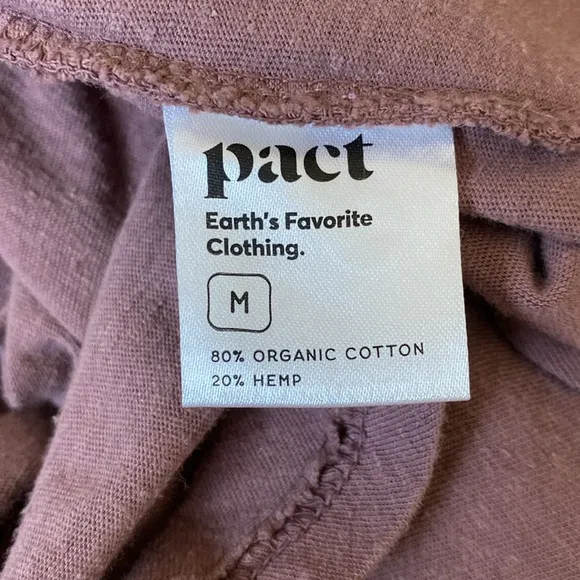 pact
Earth's Favorite
Clothing.
M
80% ORGANIC COTTON
20% HEMP